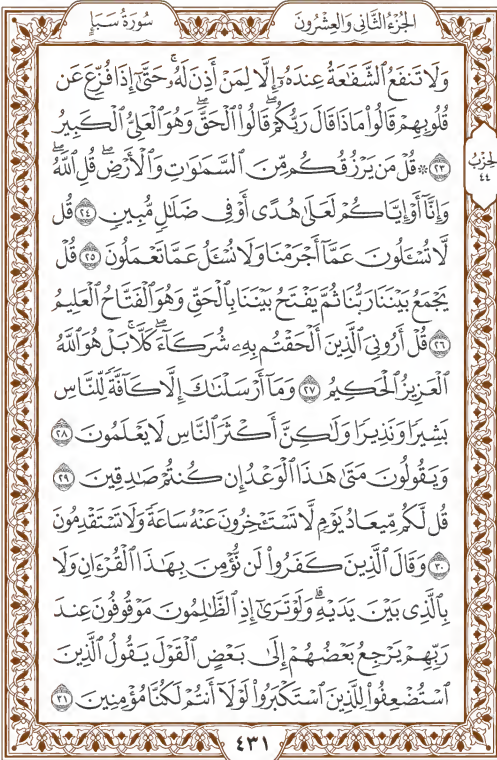 الجزء الثاني والعشرون
سورة سبإ
وَلَا تَنفَعُ ٱلشَّفَٰعَةُ عِندَهُۥٓ إِلَّا لِمَنْ أَذِنَ لَهُۥۚ حَتَّىٰٓ إِذَا فُزِّعَ عَن
قُلُوبِهِمْ قَالُوا۟ مَاذَا قَالَ رَبُّكُمْۖ قَالُوا۟ ٱلْحَقَّۖ وَهُوَ ٱلْعَلِىُّ ٱلْكَبِيرُ
٢٣ ۞ قُلْ مَن يَرْزُقُكُم مِّنَ ٱلسَّمَٰوَٰتِ وَٱلْأَرْضِۖ قُلِ ٱللَّهُۖ
وَإِنَّآ أَوْ إِيَّاكُمْ لَعَلَىٰ هُدًى أَوْ فِى ضَلَٰلٍ مُّبِينٍ ٢٤ قُل
لَّا تُسْـَٔلُونَ عَمَّآ أَجْرَمْنَا وَلَا نُسْـَٔلُ عَمَّا تَعْمَلُونَ ٢٥ قُلْ
يَجْمَعُ بَيْنَنَا رَبُّنَا ثُمَّ يَفْتَحُ بَيْنَنَا بِٱلْحَقِّ وَهُوَ ٱلْفَتَّاحُ ٱلْعَلِيمُ
٢٦ قُلْ أَرُونِىَ ٱلَّذِينَ أَلْحَقْتُم بِهِۦ شُرَكَآءَۖ كَلَّاۚ بَلْ هُوَ ٱللَّهُ
ٱلْعَزِيزُ ٱلْحَكِيمُ ٢٧ وَمَآ أَرْسَلْنَٰكَ إِلَّا كَآفَّةً لِّلنَّاسِ
بَشِيرًا وَنَذِيرًا وَلَٰكِنَّ أَكْثَرَ ٱلنَّاسِ لَا يَعْلَمُونَ ٢٨
وَيَقُولُونَ مَتَىٰ هَٰذَا ٱلْوَعْدُ إِن كُنتُمْ صَٰدِقِينَ ٢٩
قُل لَّكُم مِّيعَادُ يَوْمٍ لَّا تَسْتَـْٔخِرُونَ عَنْهُ سَاعَةً وَلَا تَسْتَقْدِمُونَ
٣٠ وَقَالَ ٱلَّذِينَ كَفَرُوا۟ لَن نُّؤْمِنَ بِهَٰذَا ٱلْقُرْءَانِ وَلَا
بِٱلَّذِى بَيْنَ يَدَيْهِۗ وَلَوْ تَرَىٰٓ إِذِ ٱلظَّٰلِمُونَ مَوْقُوفُونَ عِندَ
رَبِّهِمْ يَرْجِعُ بَعْضُهُمْ إِلَىٰ بَعْضٍ ٱلْقَوْلَ يَقُولُ ٱلَّذِينَ
ٱسْتُضْعِفُوا۟ لِلَّذِينَ ٱسْتَكْبَرُوا۟ لَوْلَآ أَنتُمْ لَكُنَّا مُؤْمِنِينَ ٣١
الحزب
٤٤
٤٣١